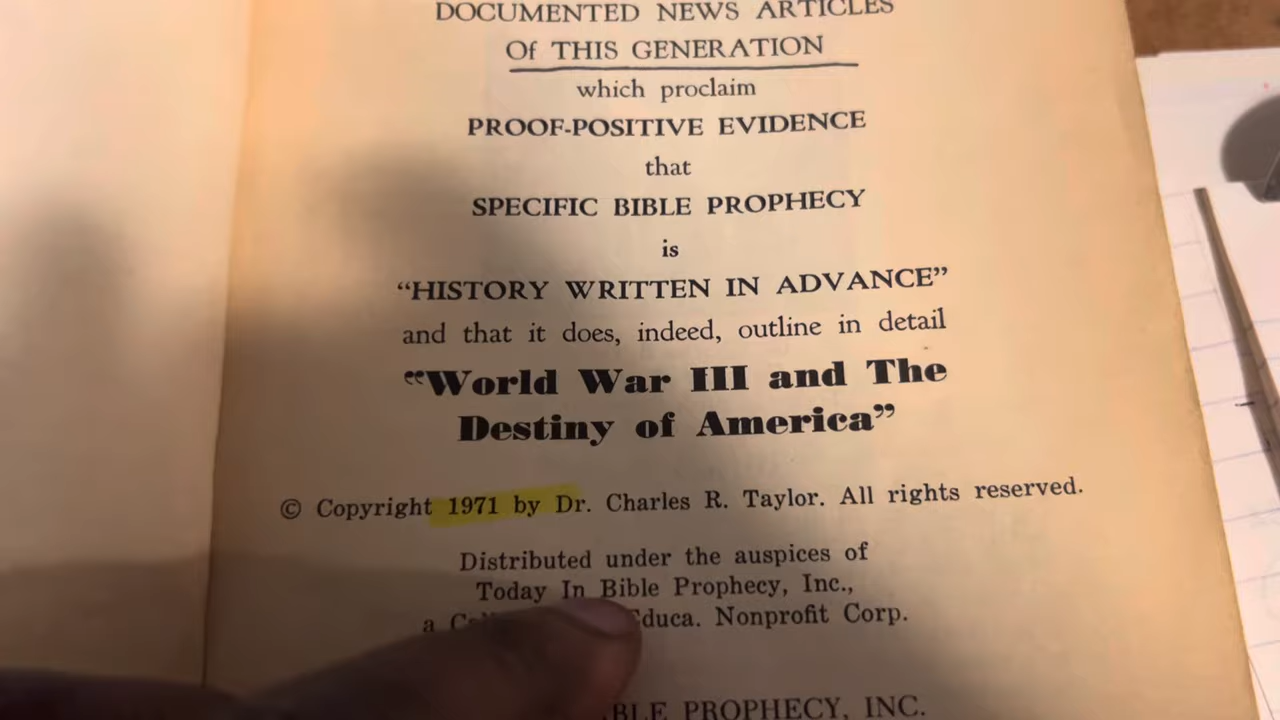 DOCUMENTED NEWS ARTICLES
Of THIS GENERATION
which proclaim
PROOF-POSITIVE EVIDENCE
that
SPECIFIC BIBLE PROPHECY
is
“HISTORY WRITTEN IN ADVANCE”
and that it does, indeed, outline in detail
“World War III and The
Destiny of America”
© Copyright 1971 by Dr. Charles R. Taylor. All rights reserved.
Distributed under the auspices of
Today In Bible Prophecy, Inc.,
a Educa. Nonprofit Corp.
PROPHECY, INC.